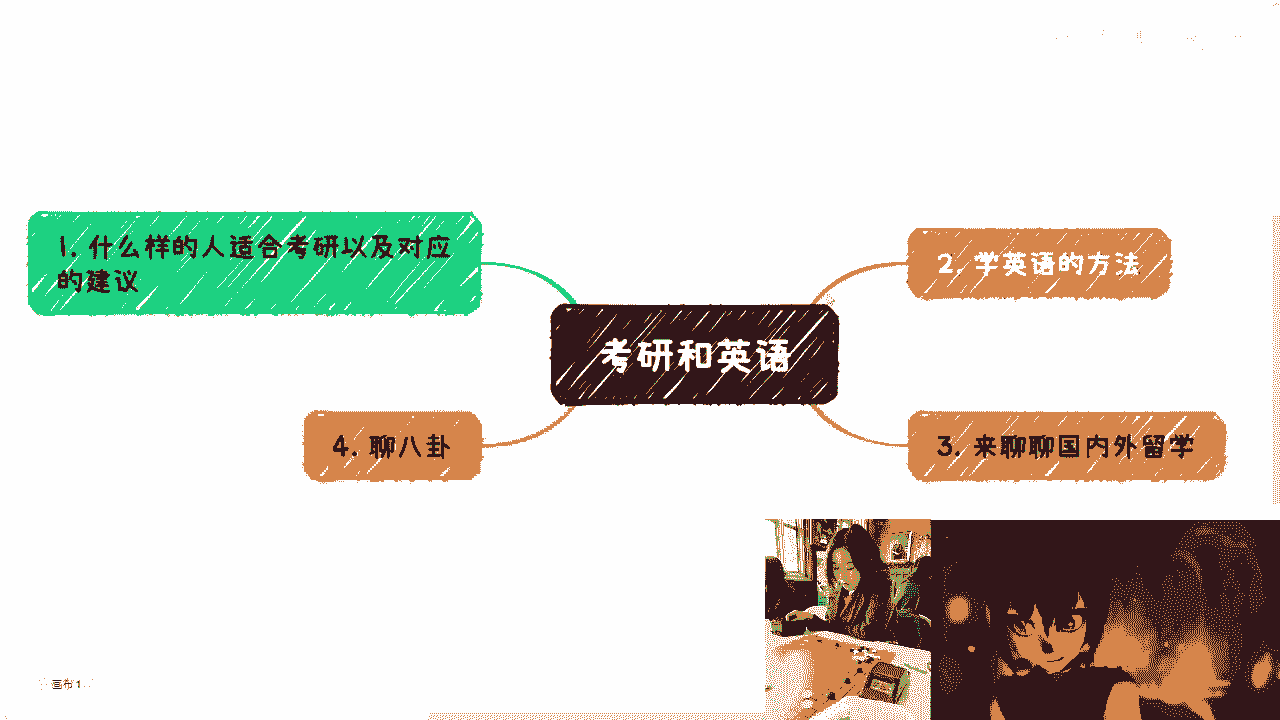 1. 什么样的人适合考研以及对应
的建议
2. 学英语的方法
考研和英语
4. 聊八卦
3. 来聊聊国内外留学
画布1